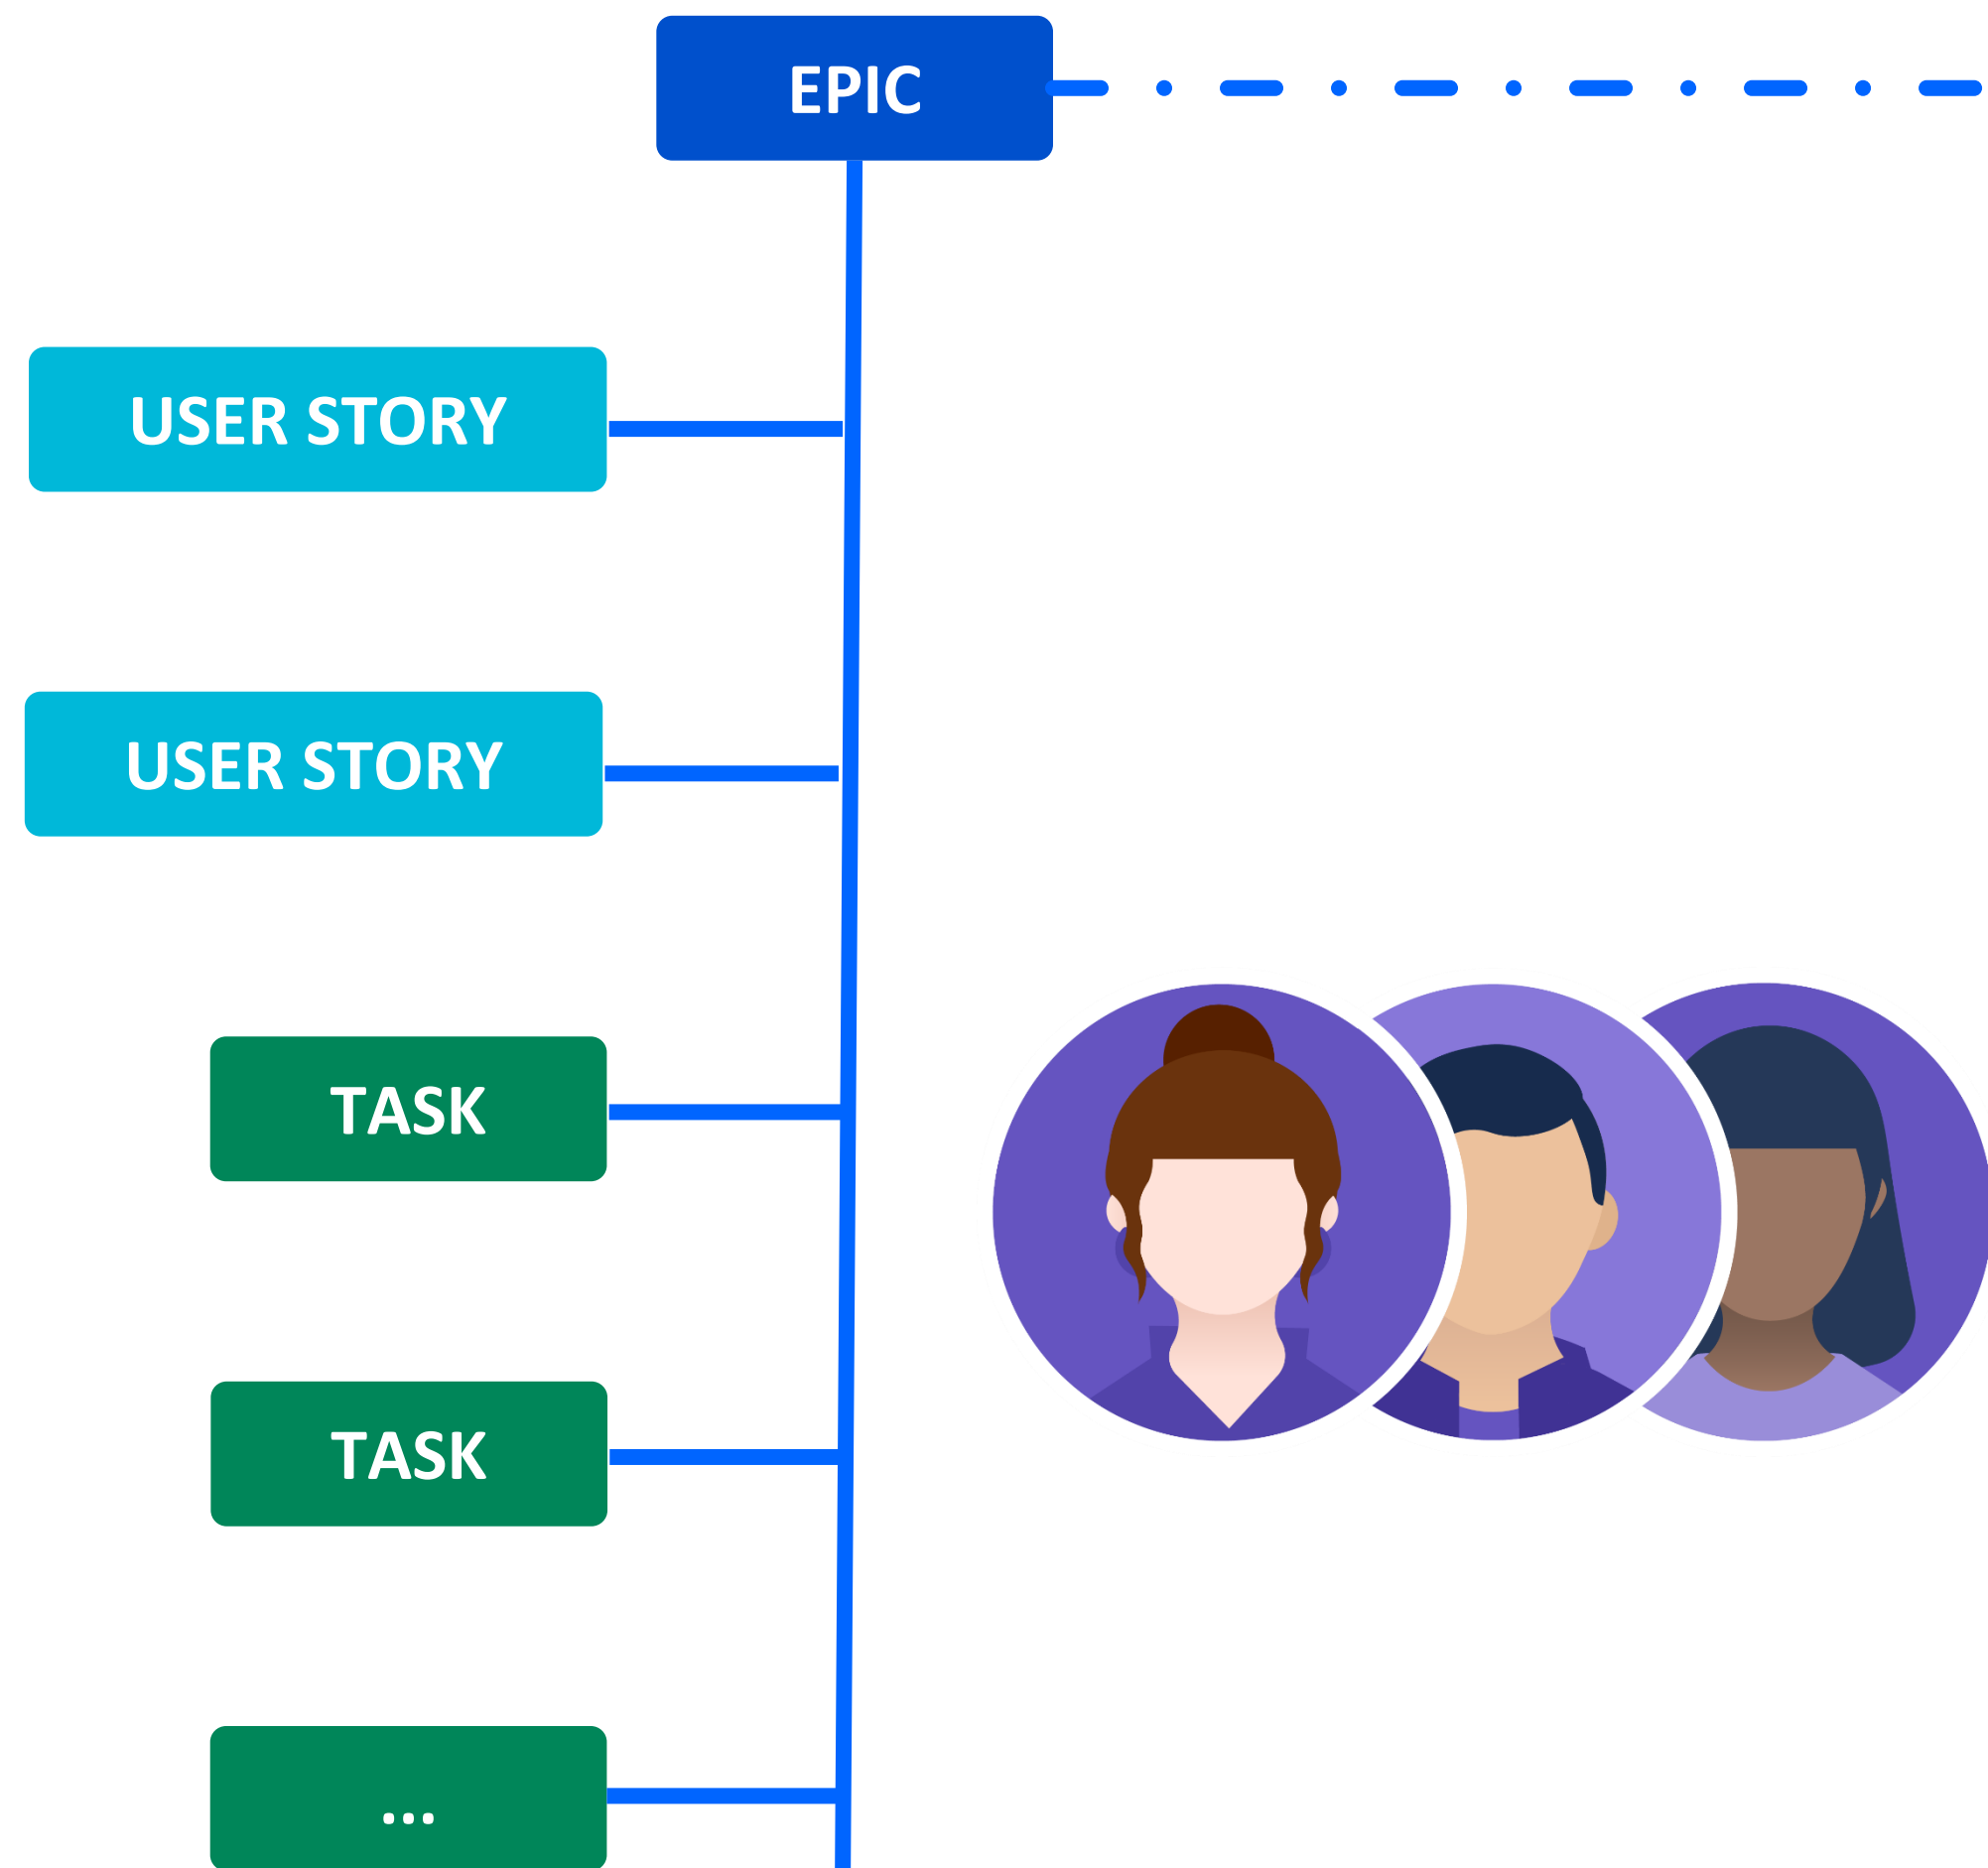 EPIC
USER STORY
USER STORY
TASK
TASK
...